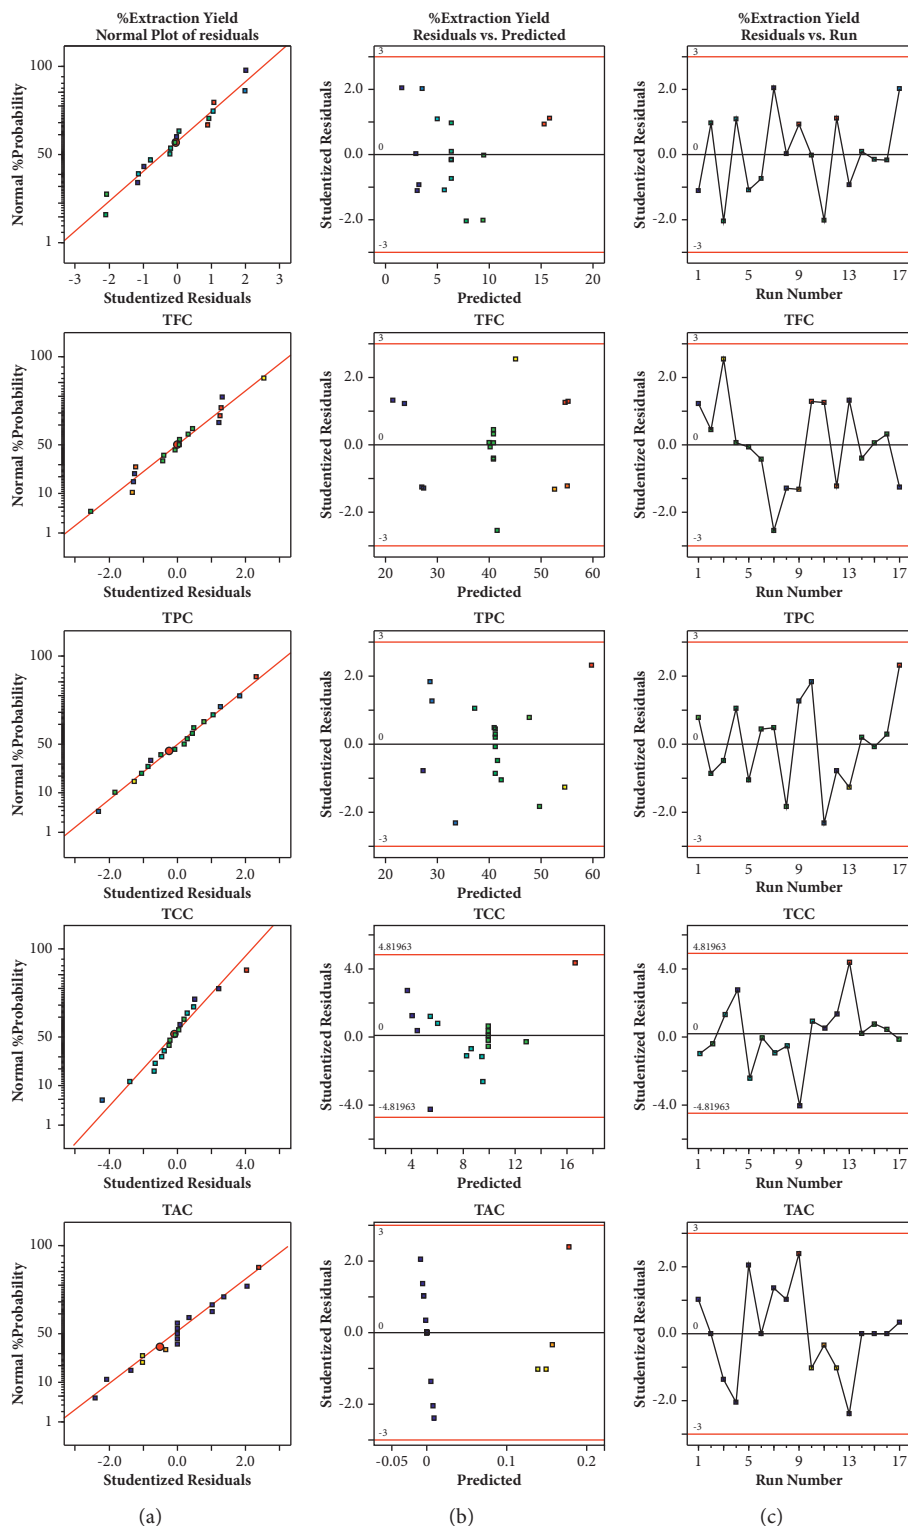 %Extraction Yield
Normal Plot of residuals
100
50
1
Normal %Probability
-3 -2 -1 0 1 2 3
Studentized Residuals
%Extraction Yield
Residuals vs. Predicted
3
2.0
0.0
0
-2.0
-3
Studentized Residuals
0 5 10 15 20
Predicted
%Extraction Yield
Residuals vs. Run
3
2.0
0.0
0
-2.0
-3
Studentized Residuals
1 5 9 13 17
Run Number
TFC
100
50
10
1
Normal %Probability
-2.0 0.0 2.0
Studentized Residuals
TFC
3
2.0
0.0
0
-2.0
-3
Studentized Residuals
20 30 40 50 60
Predicted
TFC
3
2.0
0.0
0
-2.0
-3
Studentized Residuals
1 5 9 13 17
Run Number
TPC
100
50
10
1
Normal %Probability
-2.0 0.0 2.0
Studentized Residuals
TPC
3
2.0
0.0
0
-2.0
-3
Studentized Residuals
20 30 40 50 60
Predicted
TPC
3
2.0
0.0
0
-2.0
-3
Studentized Residuals
1 5 9 13 17
Run Number
TCC
100
50
10
1
Normal %Probability
-4.0 0.0 4.0
Studentized Residuals
TCC
4.81963
4.0
0
0.0
-4.81963
-4.0
Studentized Residuals
4 8 12 16
Predicted
TCC
4.81963
4.0
0
0.0
-4.81963
-4.0
Studentized Residuals
1 5 9 13 17
Run Number
TAC
100
50
10
1
Normal %Probability
-2.0 0.0 2.0
Studentized Residuals
TAC
3
2.0
0.0
0
-2.0
-3
Studentized Residuals
-0.05 0 0.1 0.2
Predicted
TAC
3
2.0
0.0
0
-2.0
-3
Studentized Residuals
1 5 9 13 17
Run Number
(a) (b) (c)